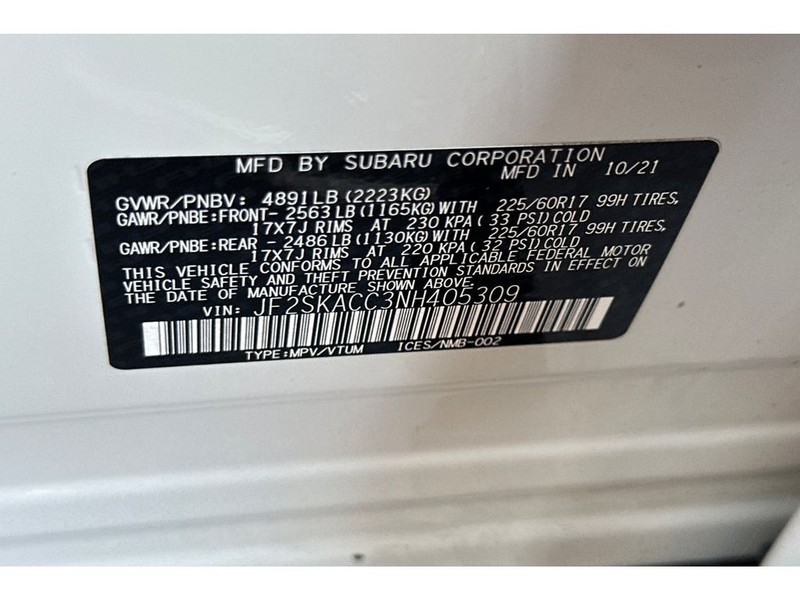 MFD BY SUBARU CORPORATION
MFD IN 10/21
GVWR/PNBV: 4891LB (2223KG)
GAWR/PNBE:FRONT- 2563LB (1165KG) WITH 225/60R17 99H TIRES,
17X7J RIMS AT 230 KPA ( 33 PSI) COLD
GAWR/PNBE:REAR - 2486LB (1130KG) WITH 225/60R17 99H TIRES,
17X7J RIMS AT 220 KPA ( 32 PSI) COLD
THIS VEHICLE CONFORMS TO ALL APPLICABLE FEDERAL MOTOR
VEHICLE SAFETY AND THEFT PREVENTION STANDARDS IN EFFECT ON
THE DATE OF MANUFACTURE SHOWN ABOVE.
VIN: JF2SKACC3NH405309
TYPE:MPV/VTUM ICES/NMB-002